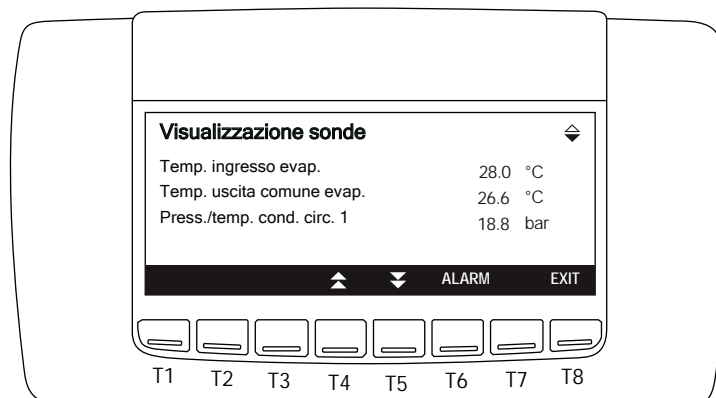 Visualizzazione sonde
Temp. ingresso evap. 28.0 °C
Temp. uscita comune evap. 26.6 °C
Press./temp. cond. circ. 1 18.8 bar
ALARM EXIT
T1 T2 T3 T4 T5 T6 T7 T8